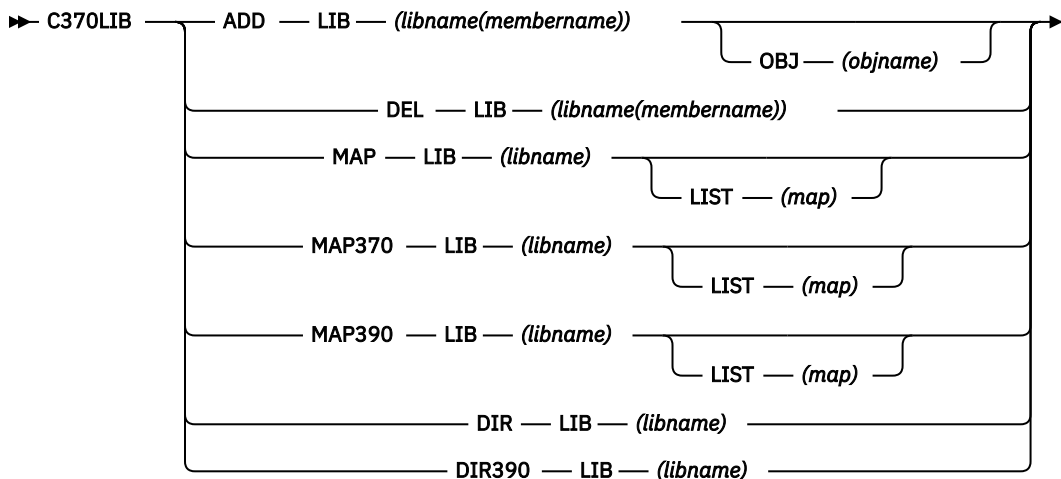 C370LIB ADD LIB (libname(membername))
OBJ (objname)
DEL LIB (libname(membername))
MAP LIB (libname)
LIST (map)
MAP370 LIB (libname)
LIST (map)
MAP390 LIB (libname)
LIST (map)
DIR LIB (libname)
DIR390 LIB (libname)